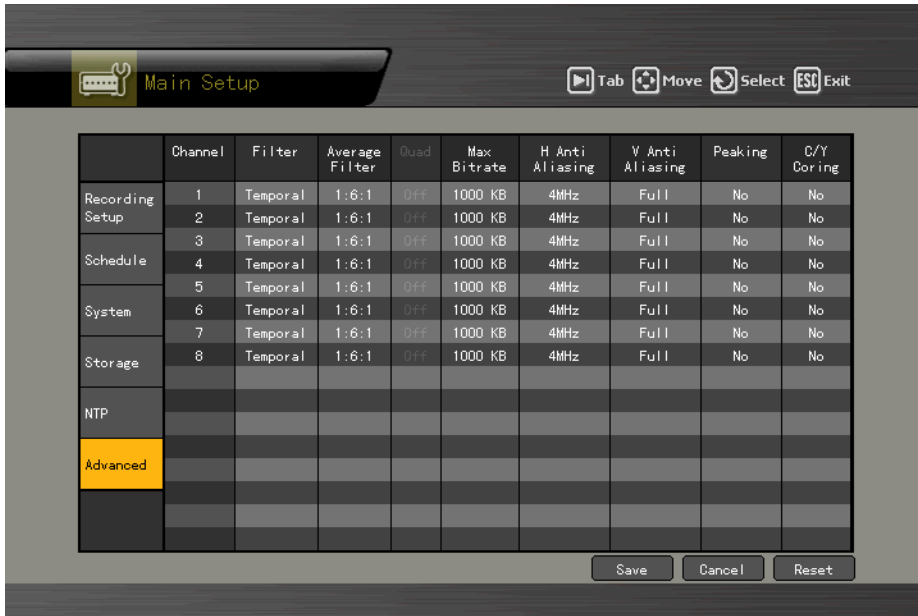 Main Setup
Tab Move Select ESC Exit
Channel Filter Average Filter Quad Max Bitrate H Anti Aliasing V Anti Aliasing Peaking C/Y Coring
Recording Setup
Schedule
System
Storage
NTP
Advanced
1 Temporal 1:6:1 Off 1000 KB 4MHz Full No No
2 Temporal 1:6:1 Off 1000 KB 4MHz Full No No
3 Temporal 1:6:1 Off 1000 KB 4MHz Full No No
4 Temporal 1:6:1 Off 1000 KB 4MHz Full No No
5 Temporal 1:6:1 Off 1000 KB 4MHz Full No No
6 Temporal 1:6:1 Off 1000 KB 4MHz Full No No
7 Temporal 1:6:1 Off 1000 KB 4MHz Full No No
8 Temporal 1:6:1 Off 1000 KB 4MHz Full No No
Save Cancel Reset